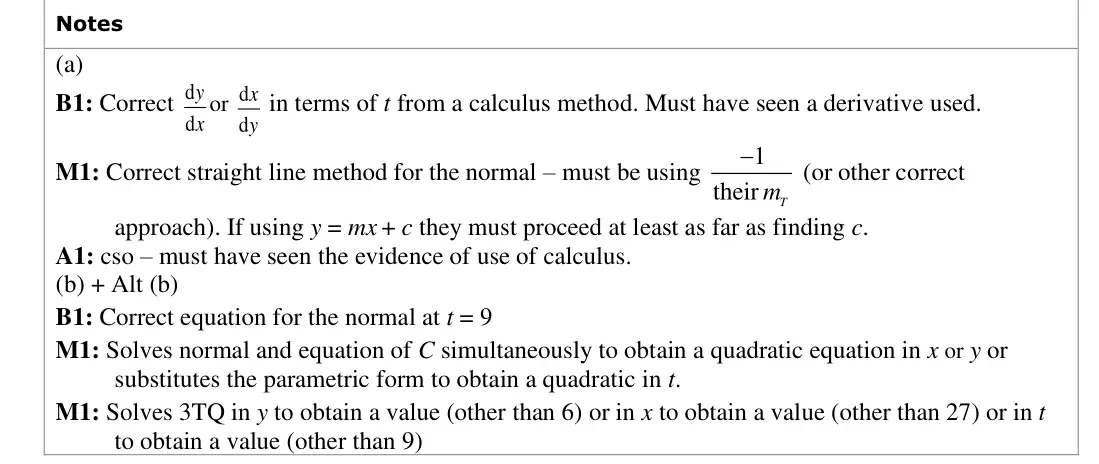 Notes
(a)
B1: Correct dy/dx or dx/dy in terms of t from a calculus method. Must have seen a derivative used.
M1: Correct straight line method for the normal – must be using –1/their m_T (or other correct
approach). If using y = mx + c they must proceed at least as far as finding c.
A1: cso – must have seen the evidence of use of calculus.
(b) + Alt (b)
B1: Correct equation for the normal at t = 9
M1: Solves normal and equation of C simultaneously to obtain a quadratic equation in x or y or
substitutes the parametric form to obtain a quadratic in t.
M1: Solves 3TQ in y to obtain a value (other than 6) or in x to obtain a value (other than 27) or in t
to obtain a value (other than 9)